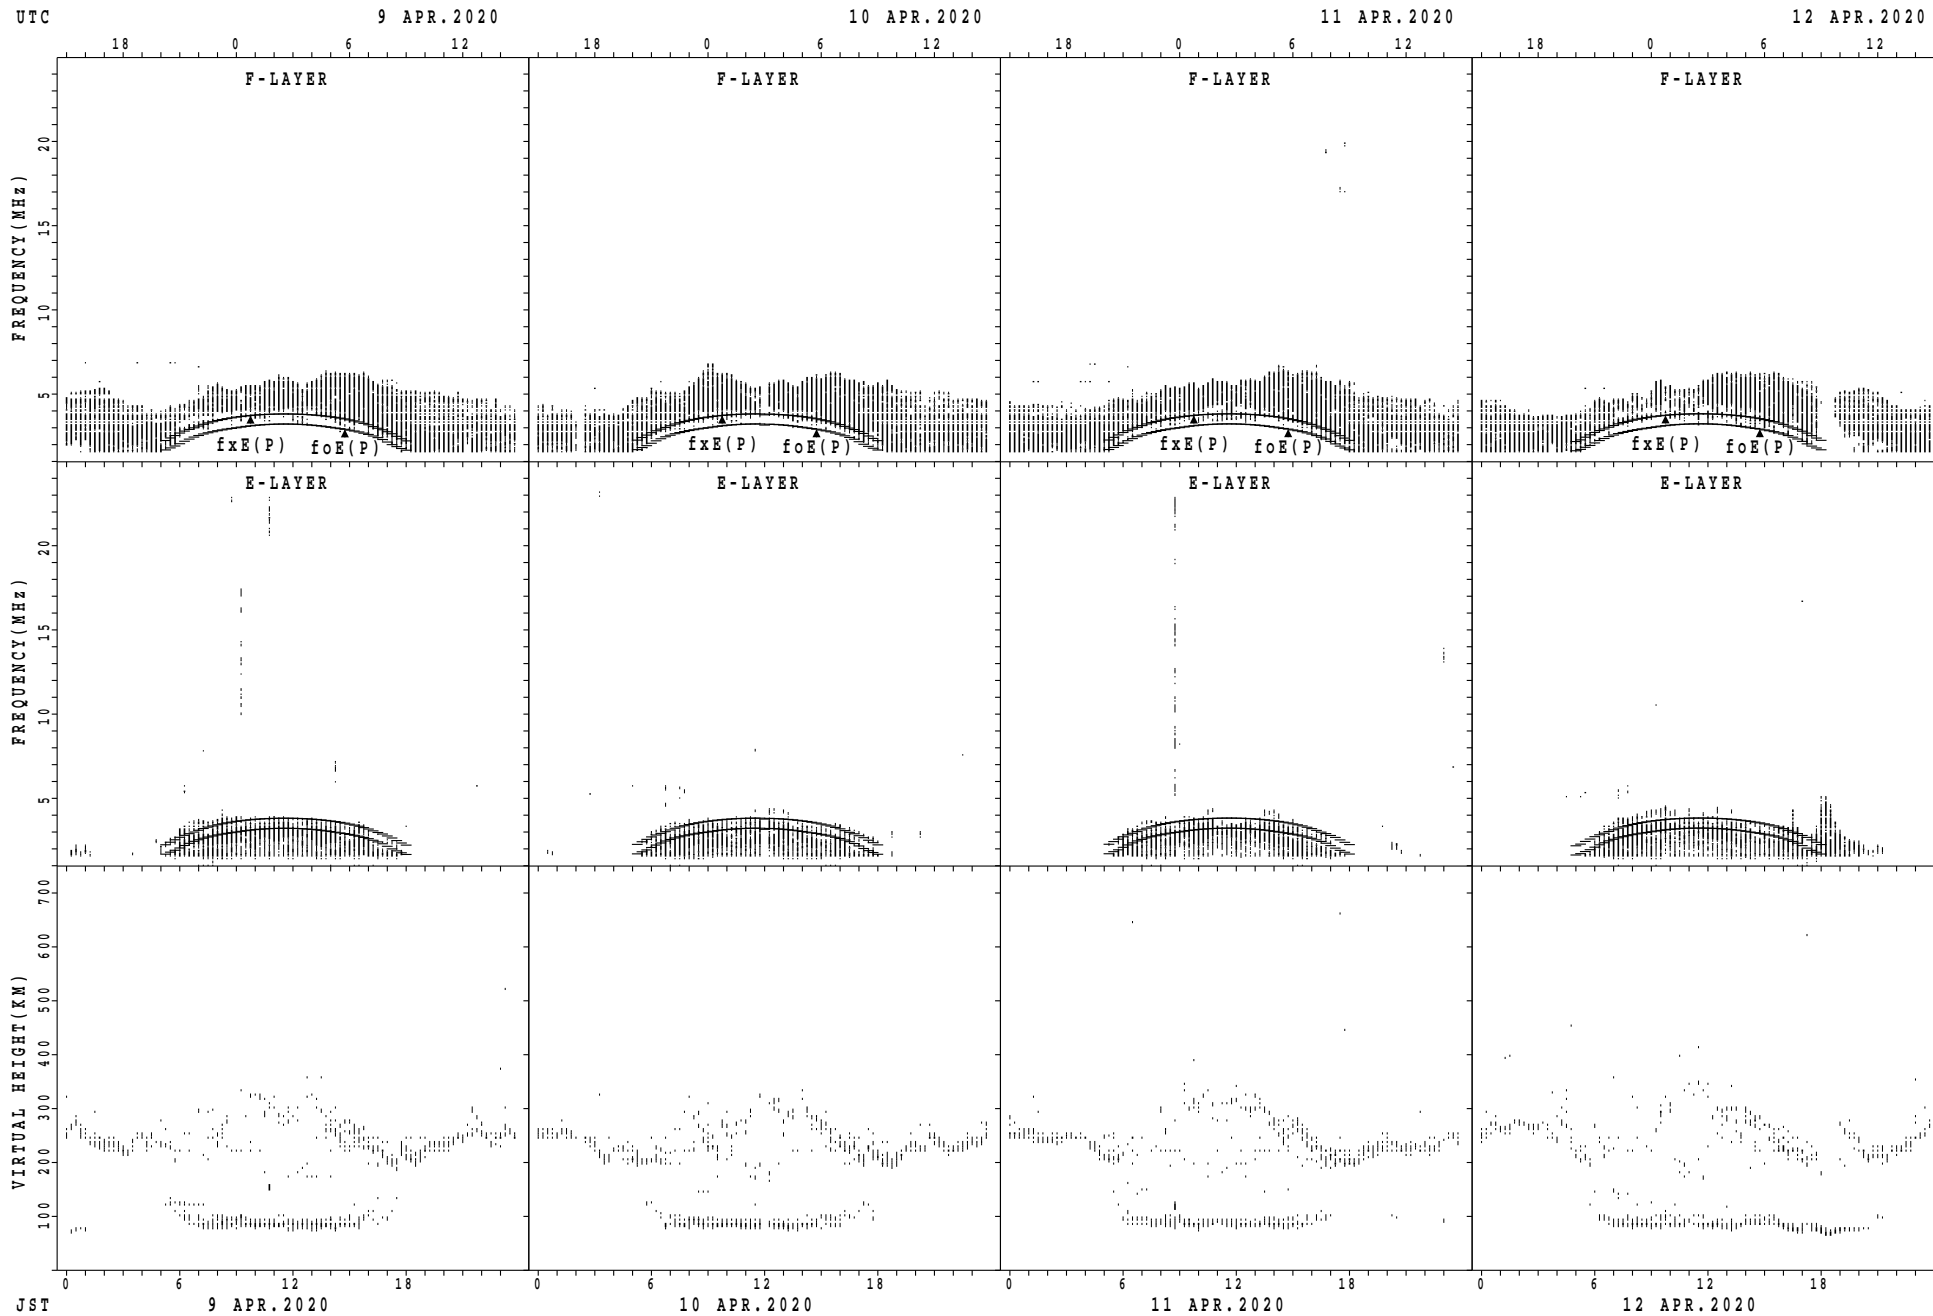 UTC 9 APR.2020 10 APR.2020 11 APR.2020 12 APR.2020
18 0 6 12 18 0 6 12 18 0 6 12 18 0 6 12
F-LAYER F-LAYER F-LAYER F-LAYER
FREQUENCY(MHz)
20
15
10
5
fxE(P) foE(P) fxE(P) foE(P) fxE(P) foE(P) fxE(P) foE(P)
E-LAYER E-LAYER E-LAYER E-LAYER
FREQUENCY(MHz)
20
15
10
5
VIRTUAL HEIGHT(KM)
700
600
500
400
300
200
100
0 6 12 18 0 6 12 18 0 6 12 18 0 6 12 18
JST 9 APR.2020 10 APR.2020 11 APR.2020 12 APR.2020